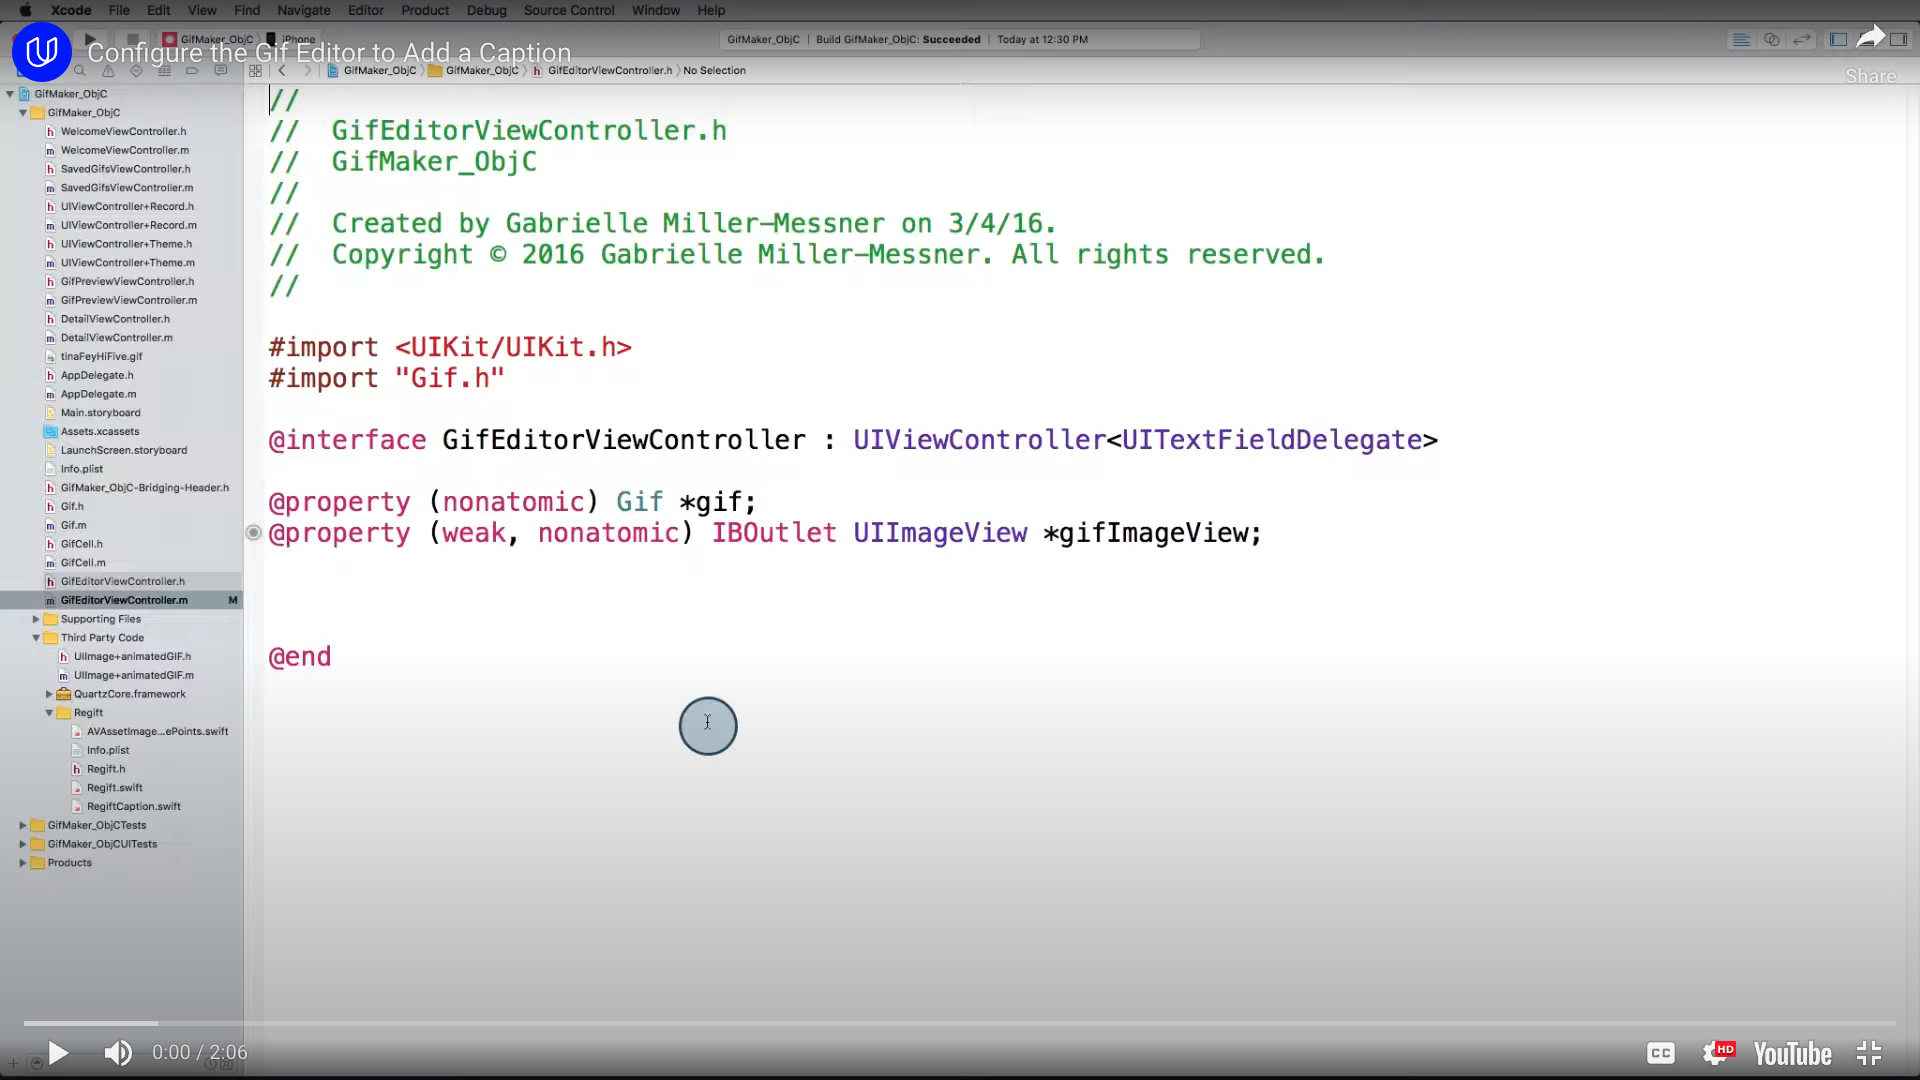 Xcode File Edit View Find Navigate Editor Product Debug Source Control Window Help
GifMaker_ObjC iPhone
GifMaker_ObjC | Build GifMaker_ObjC: Succeeded | Today at 12:30 PM
Configure the Gif Editor to Add a Caption
Share
GifMaker_ObjC GifMaker_ObjC h GifEditorViewController.h No Selection
GifMaker_ObjC
GifMaker_ObjC
h WelcomeViewController.h
m WelcomeViewController.m
h SavedGifsViewController.h
m SavedGifsViewController.m
h UIViewController+Record.h
m UIViewController+Record.m
h UIViewController+Theme.h
m UIViewController+Theme.m
h GifPreviewViewController.h
m GifPreviewViewController.m
h DetailViewController.h
m DetailViewController.m
tinaFeyHiFive.gif
h AppDelegate.h
m AppDelegate.m
Main.storyboard
Assets.xcassets
LaunchScreen.storyboard
Info.plist
h GifMaker_ObjC-Bridging-Header.h
h Gif.h
m Gif.m
h GifCell.h
m GifCell.m
h GifEditorViewController.h
m GifEditorViewController.m M
Supporting Files
Third Party Code
h UIImage+animatedGIF.h
m UIImage+animatedGIF.m
QuartzCore.framework
Regift
AVAssetImage...ePoints.swift
Info.plist
h Regift.h
Regift.swift
RegiftCaption.swift
GifMaker_ObjCTests
GifMaker_ObjCUITests
Products
//
// GifEditorViewController.h
// GifMaker_ObjC
//
// Created by Gabrielle Miller-Messner on 3/4/16.
// Copyright © 2016 Gabrielle Miller-Messner. All rights reserved.
//
#import <UIKit/UIKit.h>
#import "Gif.h"
@interface GifEditorViewController : UIViewController<UITextFieldDelegate>
@property (nonatomic) Gif *gif;
@property (weak, nonatomic) IBOutlet UIImageView *gifImageView;
@end
0:00 / 2:06
CC HD YouTube